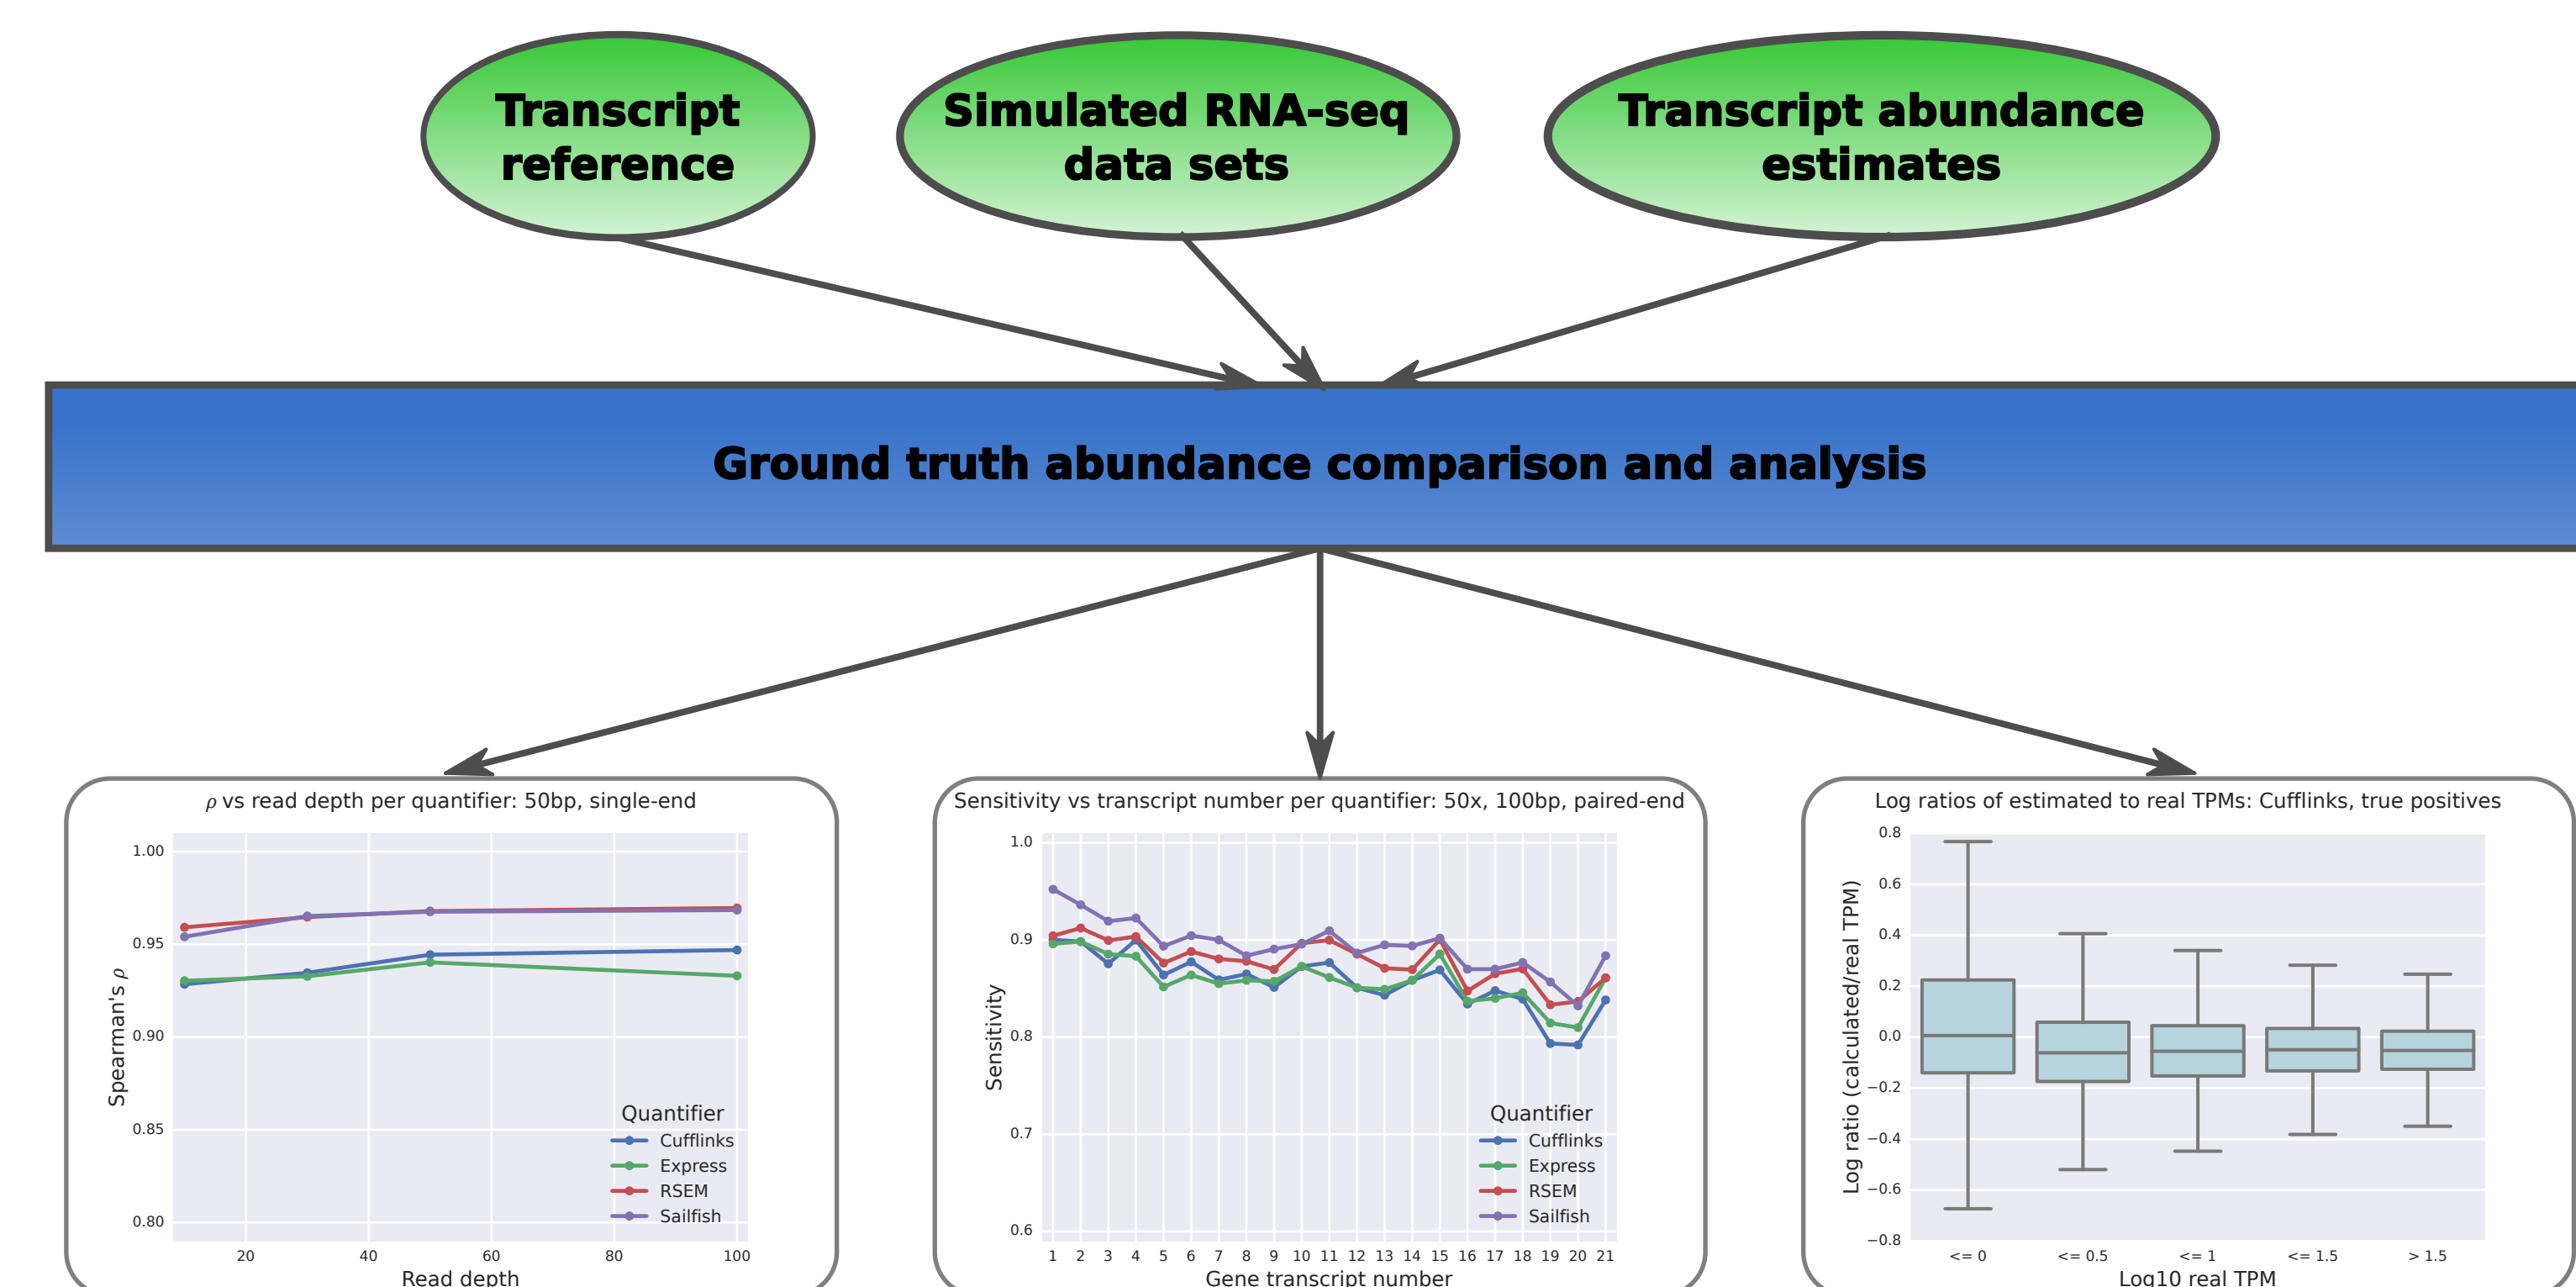 Transcript
reference
Simulated RNA-seq
data sets
Transcript abundance
estimates
Ground truth abundance comparison and analysis
ρ vs read depth per quantifier: 50bp, single-end
1.00
0.95
0.90
0.85
0.80
Spearman's ρ
Quantifier
Cufflinks
Express
RSEM
Sailfish
20 40 60 80 100
Read depth
Sensitivity vs transcript number per quantifier: 50x, 100bp, paired-end
1.0
0.9
0.8
0.7
0.6
Sensitivity
Quantifier
Cufflinks
Express
RSEM
Sailfish
1 2 3 4 5 6 7 8 9 10 11 12 13 14 15 16 17 18 19 20 21
Gene transcript number
Log ratios of estimated to real TPMs: Cufflinks, true positives
0.8
0.6
0.4
0.2
0.0
−0.2
−0.4
−0.6
−0.8
Log ratio (calculated/real TPM)
<= 0 <= 0.5 <= 1 <= 1.5 > 1.5
Log10 real TPM